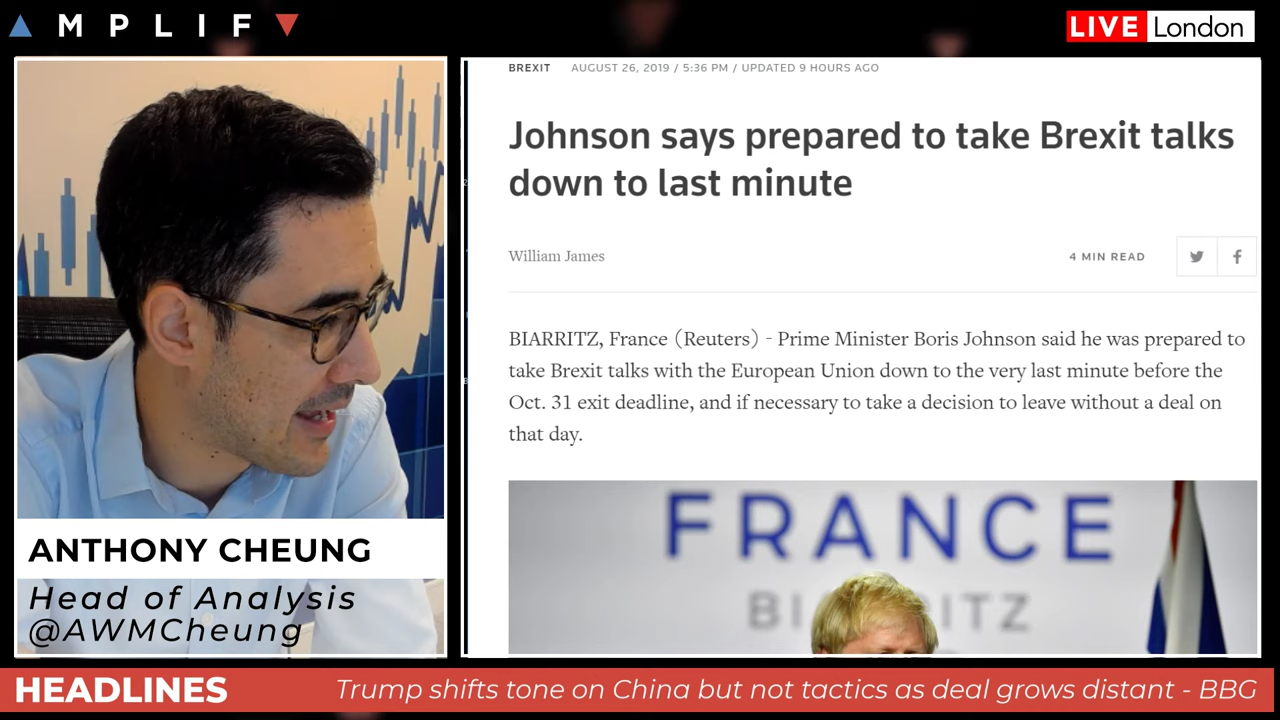 MPLIF
LIVE London
BREXIT AUGUST 26, 2019 / 5:36 PM / UPDATED 9 HOURS AGO
Johnson says prepared to take Brexit talks
down to last minute
William James
4 MIN READ
BIARRITZ, France (Reuters) - Prime Minister Boris Johnson said he was prepared to
take Brexit talks with the European Union down to the very last minute before the
Oct. 31 exit deadline, and if necessary to take a decision to leave without a deal on
that day.
FRANCE
BI RITZ
ANTHONY CHEUNG
Head of Analysis
@AWMCheung
HEADLINES Trump shifts tone on China but not tactics as deal grows distant - BBG